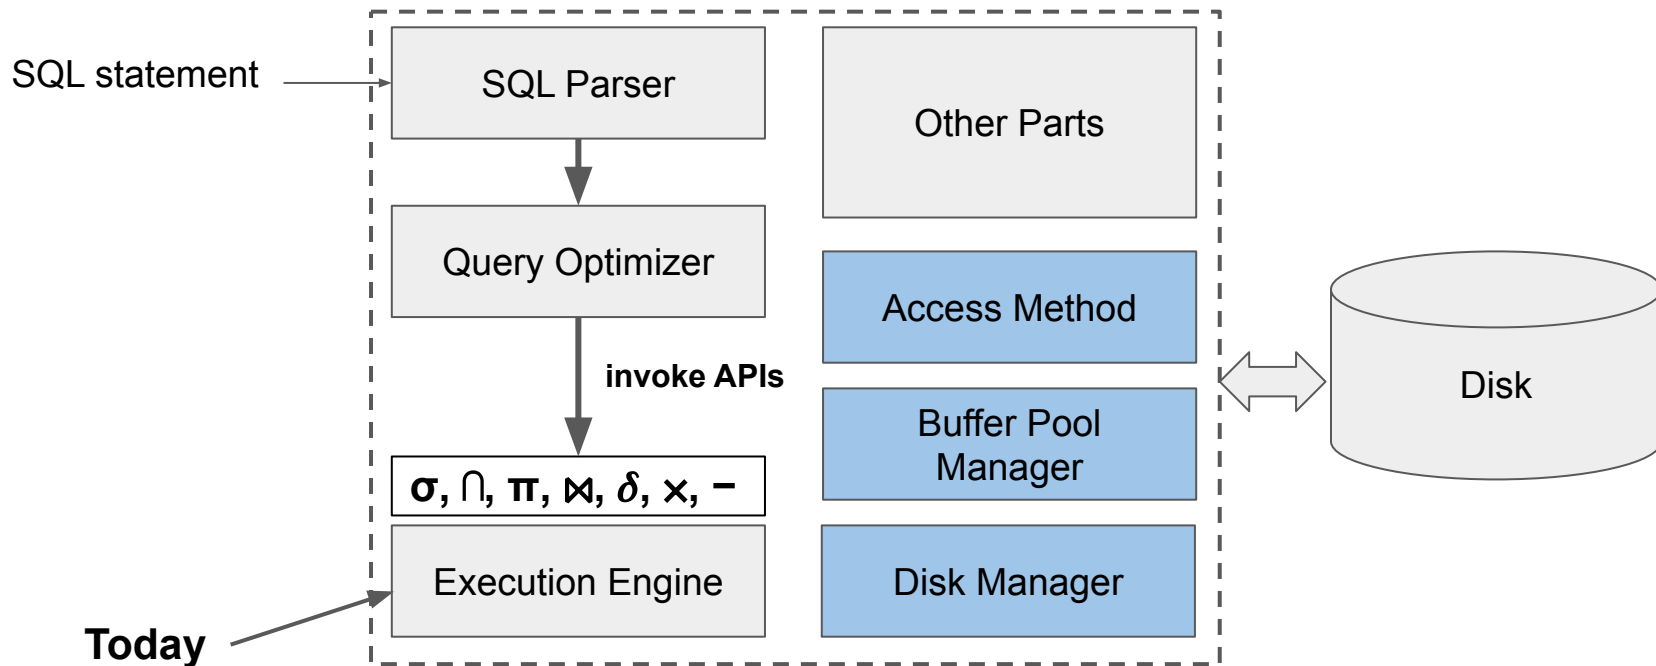 SQL statement
SQL Parser
Query Optimizer
invoke APIs
σ, ∩, π, ⋈, δ, ×, −
Execution Engine
Today
Other Parts
Access Method
Buffer Pool
Manager
Disk Manager
Disk